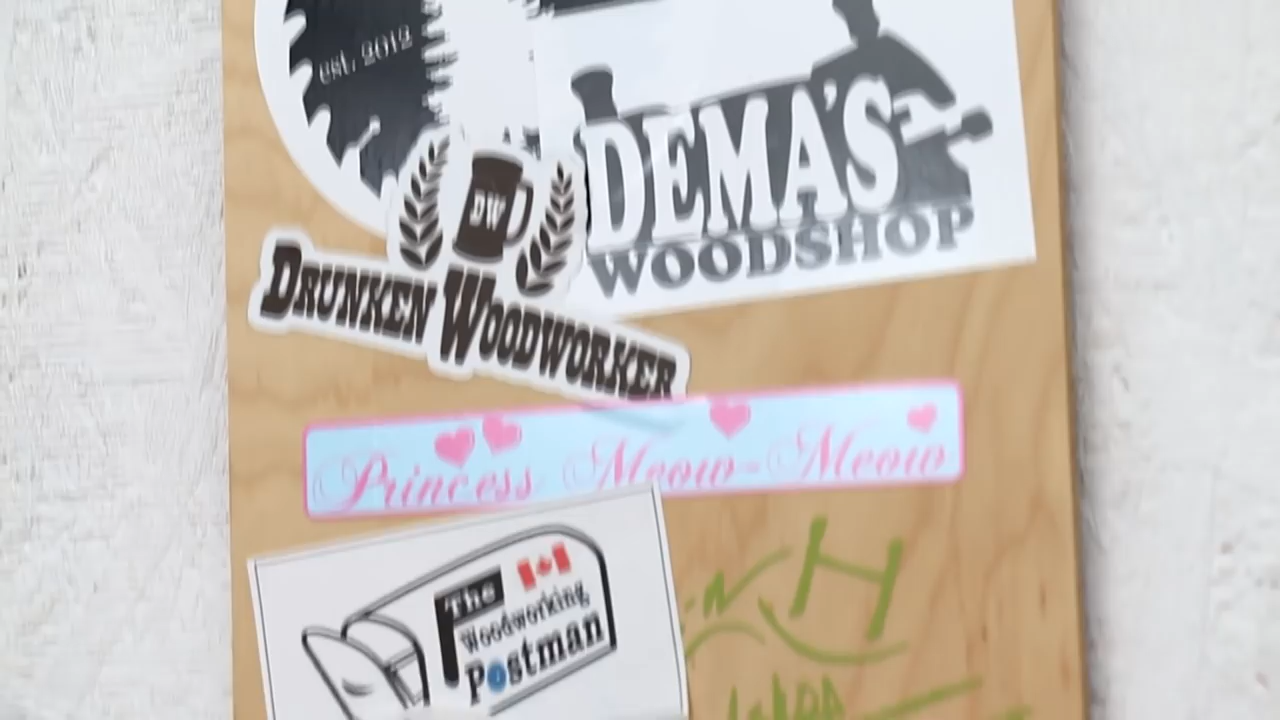 est. 2012
DEMA'S
WOODSHOP
DW
DRUNKEN WOODWORKER
Princess Meow-Meow
The
Woodworking
Postman